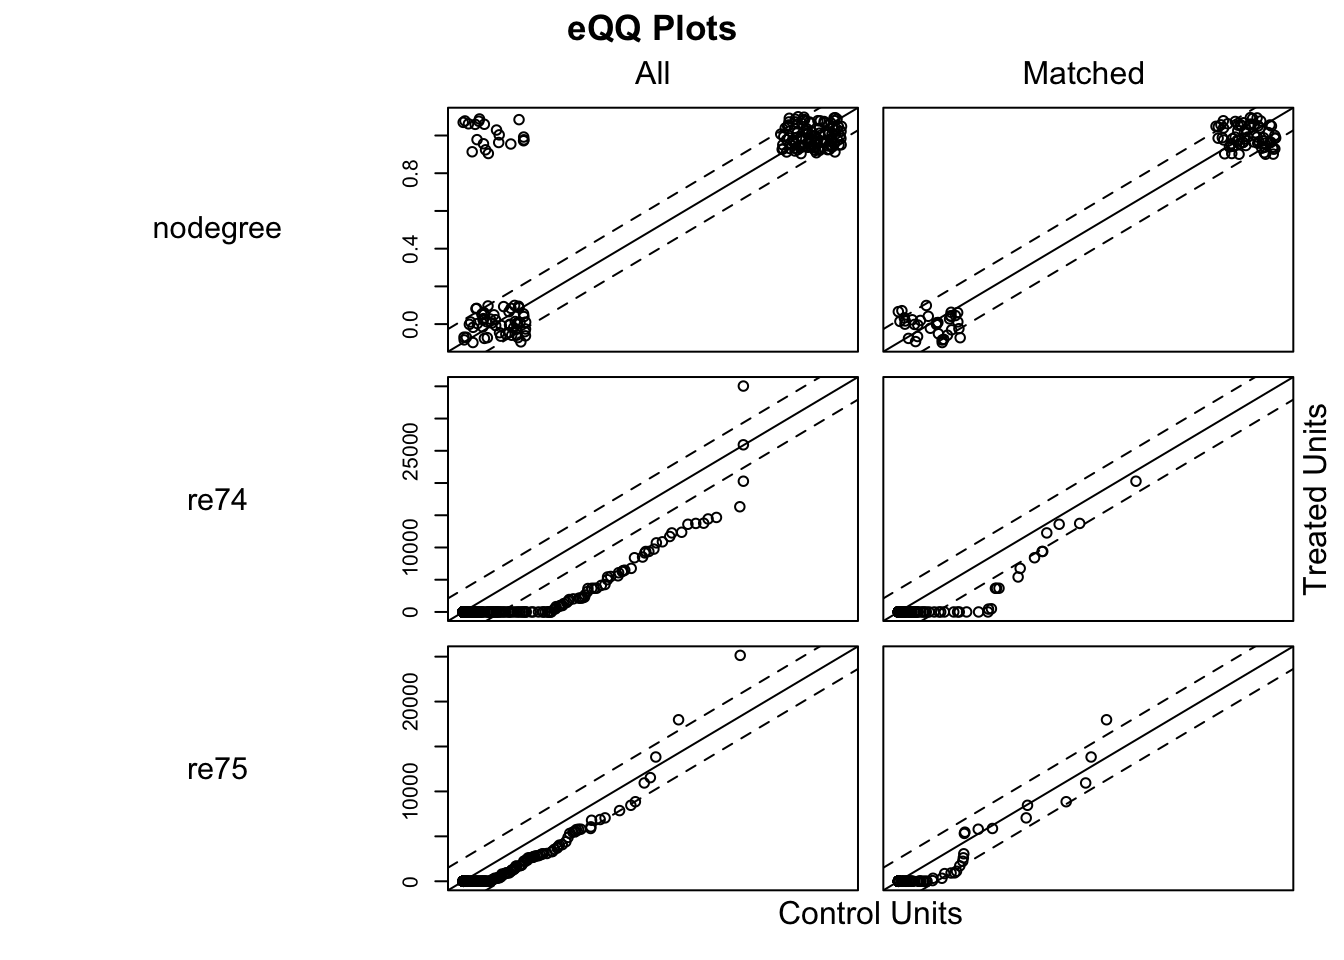 eQQ Plots
All
Matched
nodegree
0.8
0.4
0.0
re74
25000
10000
0
re75
20000
10000
0
Treated Units
Control Units